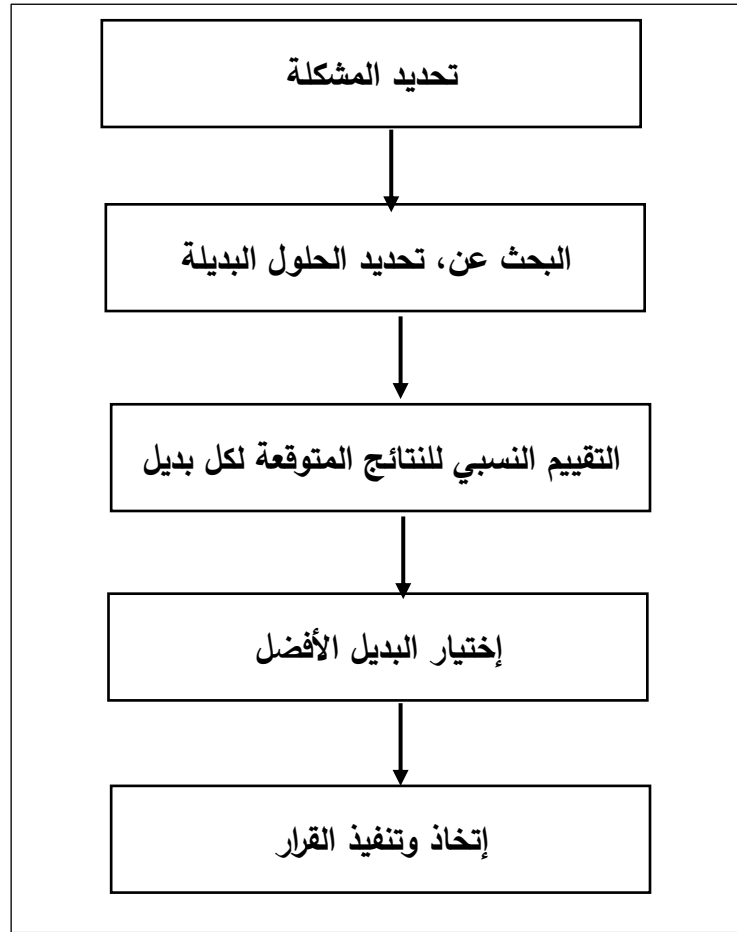 تحديد المشكلة
البحث عن، تحديد الحلول البديلة
التقييم النسبي للنتائج المتوقعة لكل بديل
إختيار البديل الأفضل
إتخاذ وتنفيذ القرار